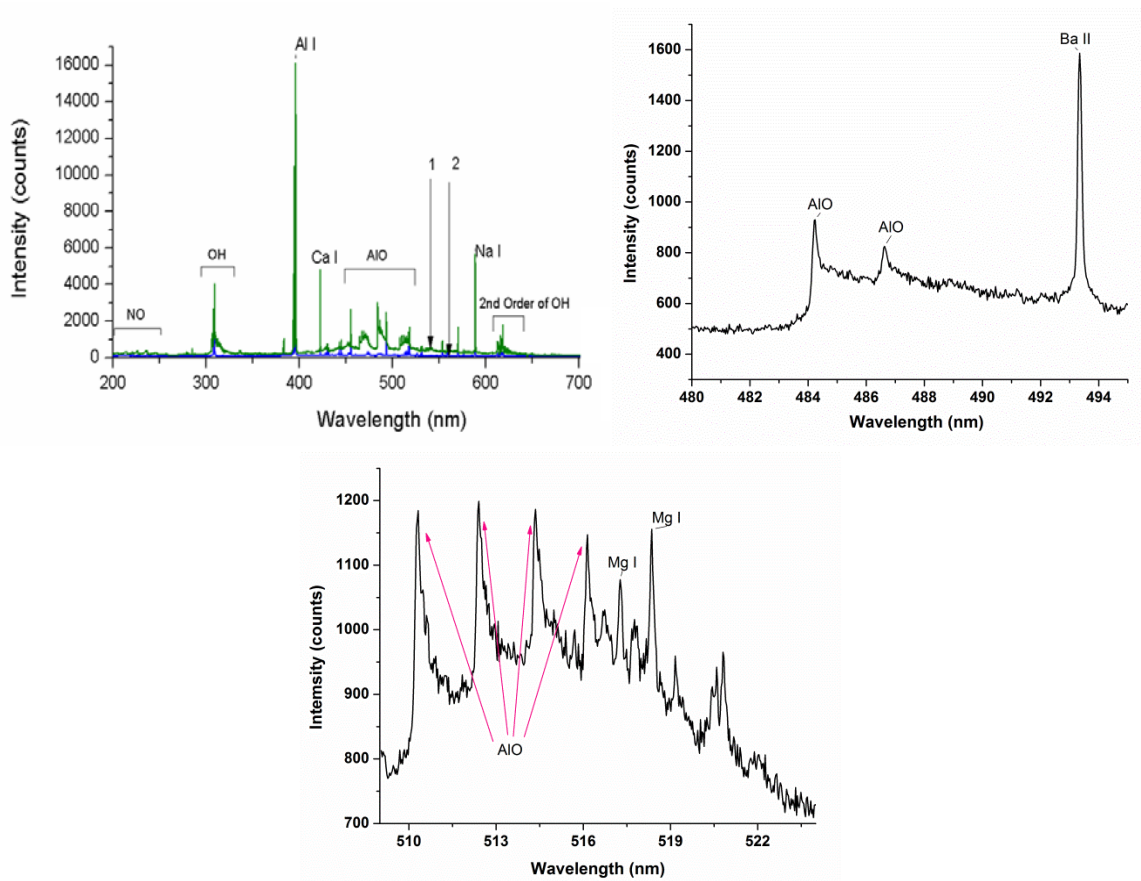 Al I
16000
14000
12000
10000
8000
6000
4000
2000
0
Intensity (counts)
1
2
OH
Ca I
AlO
Na I
NO
2nd Order of OH
200 300 400 500 600 700
Wavelength (nm)
Ba II
1600
1400
1200
1000
800
600
400
Intensity (counts)
AlO
AlO
480 482 484 486 488 490 492 494
Wavelength (nm)
1200
1100
1000
900
800
700
Intemsity (counts)
Mg I
Mg I
AlO
510 513 516 519 522
Wavelength (nm)